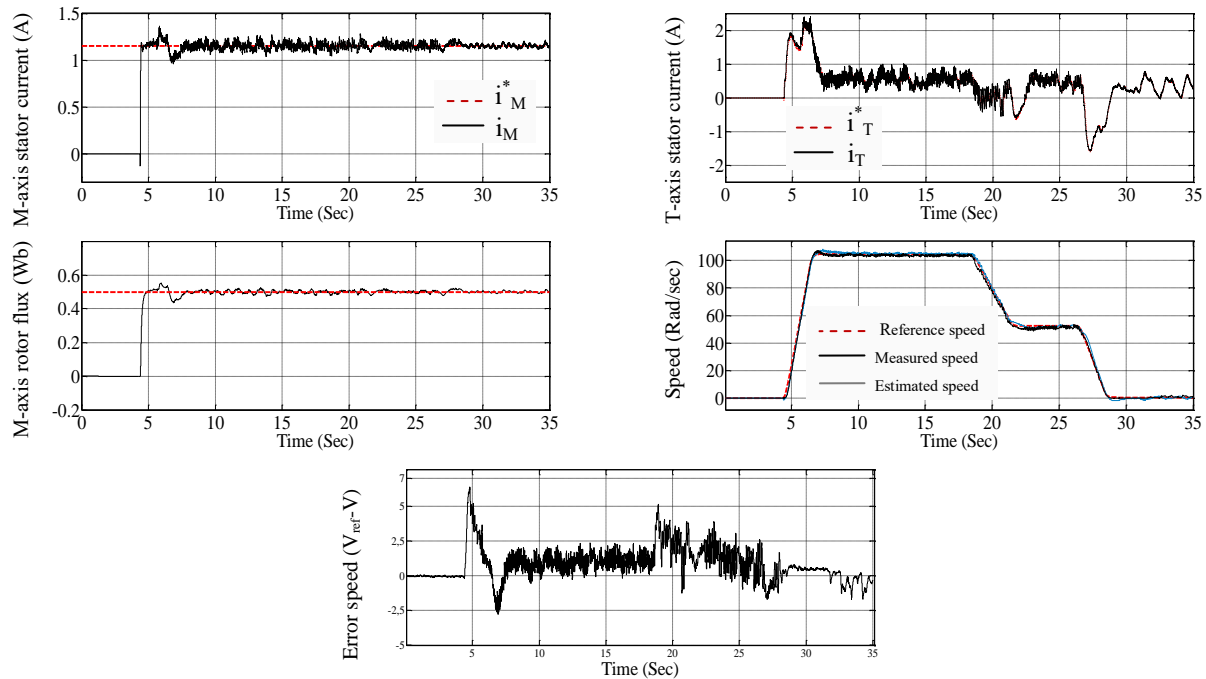 M-axis stator current (A)
1.5
1
0.5
0
i*M
iM
0 5 10 15 20 25 30 35
Time (Sec)
T-axis stator current (A)
2
1
0
-1
-2
i*T
iT
5 10 15 20 25 30 35
Time (Sec)
M-axis rotor flux (Wb)
0.6
0.4
0.2
0
-0.2
0 5 10 15 20 25 30 35
Time (Sec)
Speed (Rad/sec)
100
80
60
40
20
0
Reference speed
Measured speed
Estimated speed
5 10 15 20 25 30 35
Time (Sec)
Error speed (Vref-V)
7
5
2,5
0
-2,5
-5
5 10 15 20 25 30 35
Time (Sec)